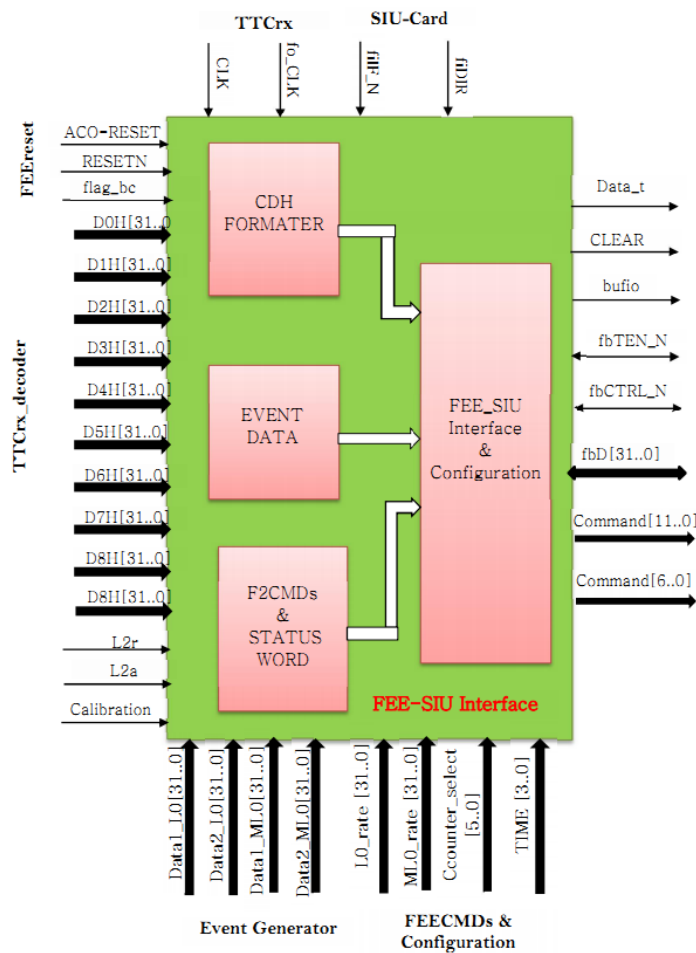 TTCrx
SIU-Card
CLK
fo_CLK
fiLF_N
fiDIR
FEEreset
ACO-RESET
RESETN
flag_bc
TTCrx_decoder
D0H[31..0]
D1H[31..0]
D2H[31..0]
D3H[31..0]
D4H[31..0]
D5H[31..0]
D6H[31..0]
D7H[31..0]
D8H[31..0]
D8H[31..0]
L2r
L2a
Calibration
CDH
FORMATER
EVENT
DATA
F2CMDs
&
STATUS
WORD
FEE_SIU
Interface
&
Configuration
FEE-SIU Interface
Data_t
CLEAR
bufio
fbTEN_N
fbCTRL_N
fbD [31..0]
Command[11..0]
Command[6..0]
Data1_L0[31..0]
Data2_L0[31..0]
Data1_ML0[31..0]
Data2_ML0[31..0]
L0_rate [31..0]
ML0_rate [31..0]
Ccounter_select
[5..0]
TIME [3..0]
Event Generator
FEECMDs &
Configuration